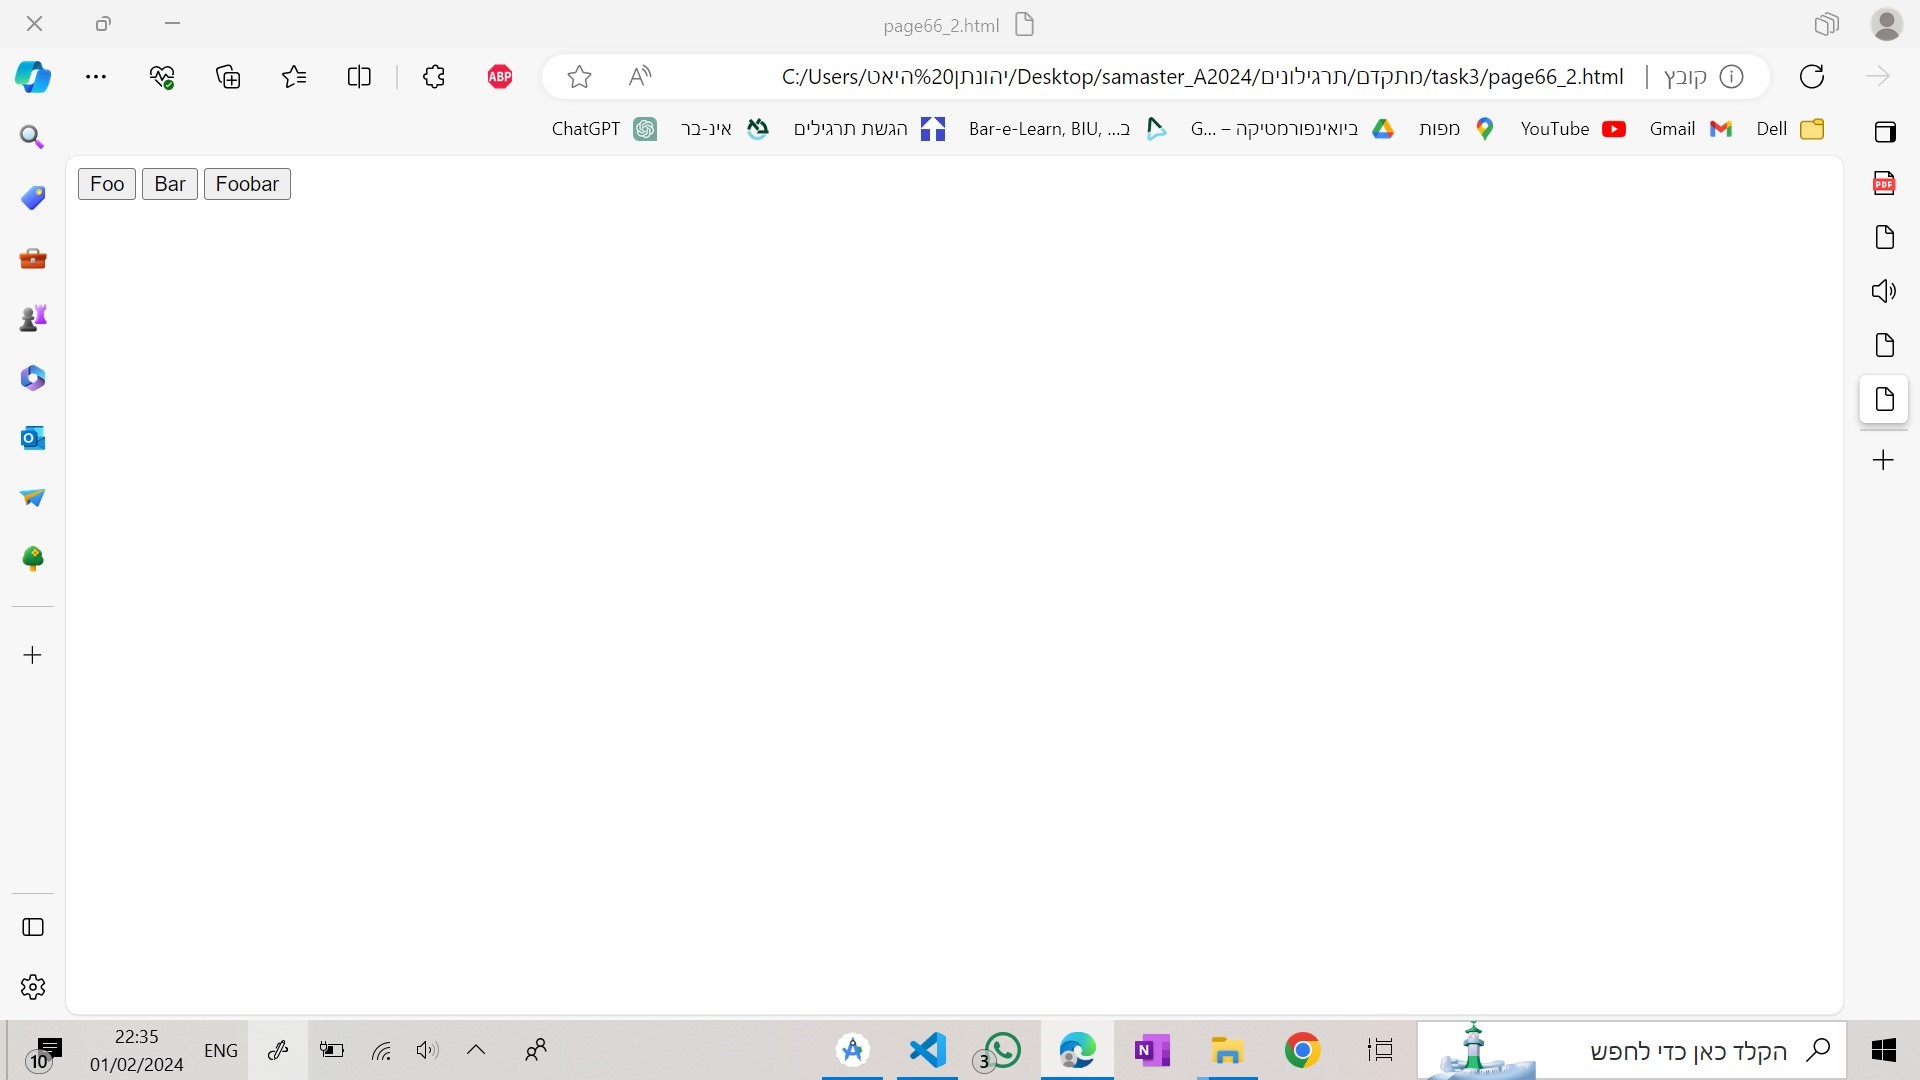 page66_2.html
ABP
קובץ
C:/Users/יהונתן%20היאט/Desktop/samaster_A2024/מתקדם/תרגילונים/task3/page66_2.html
Dell
Gmail
YouTube
מפות
ביואינפורמטיקה – G...
Bar-e-Learn, BIU, ...ב
הגשת תרגילים
אינ-בר
ChatGPT
PDF
Foo
Bar
Foobar
הקלד כאן כדי לחפש
N
3
ENG
22:35
01/02/2024
10